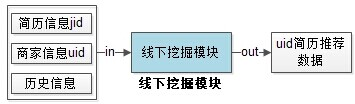 简历信息jid
商家信息uid
历史信息
in
线下挖掘模块
线下挖掘模块
out
uid简历推荐
数据